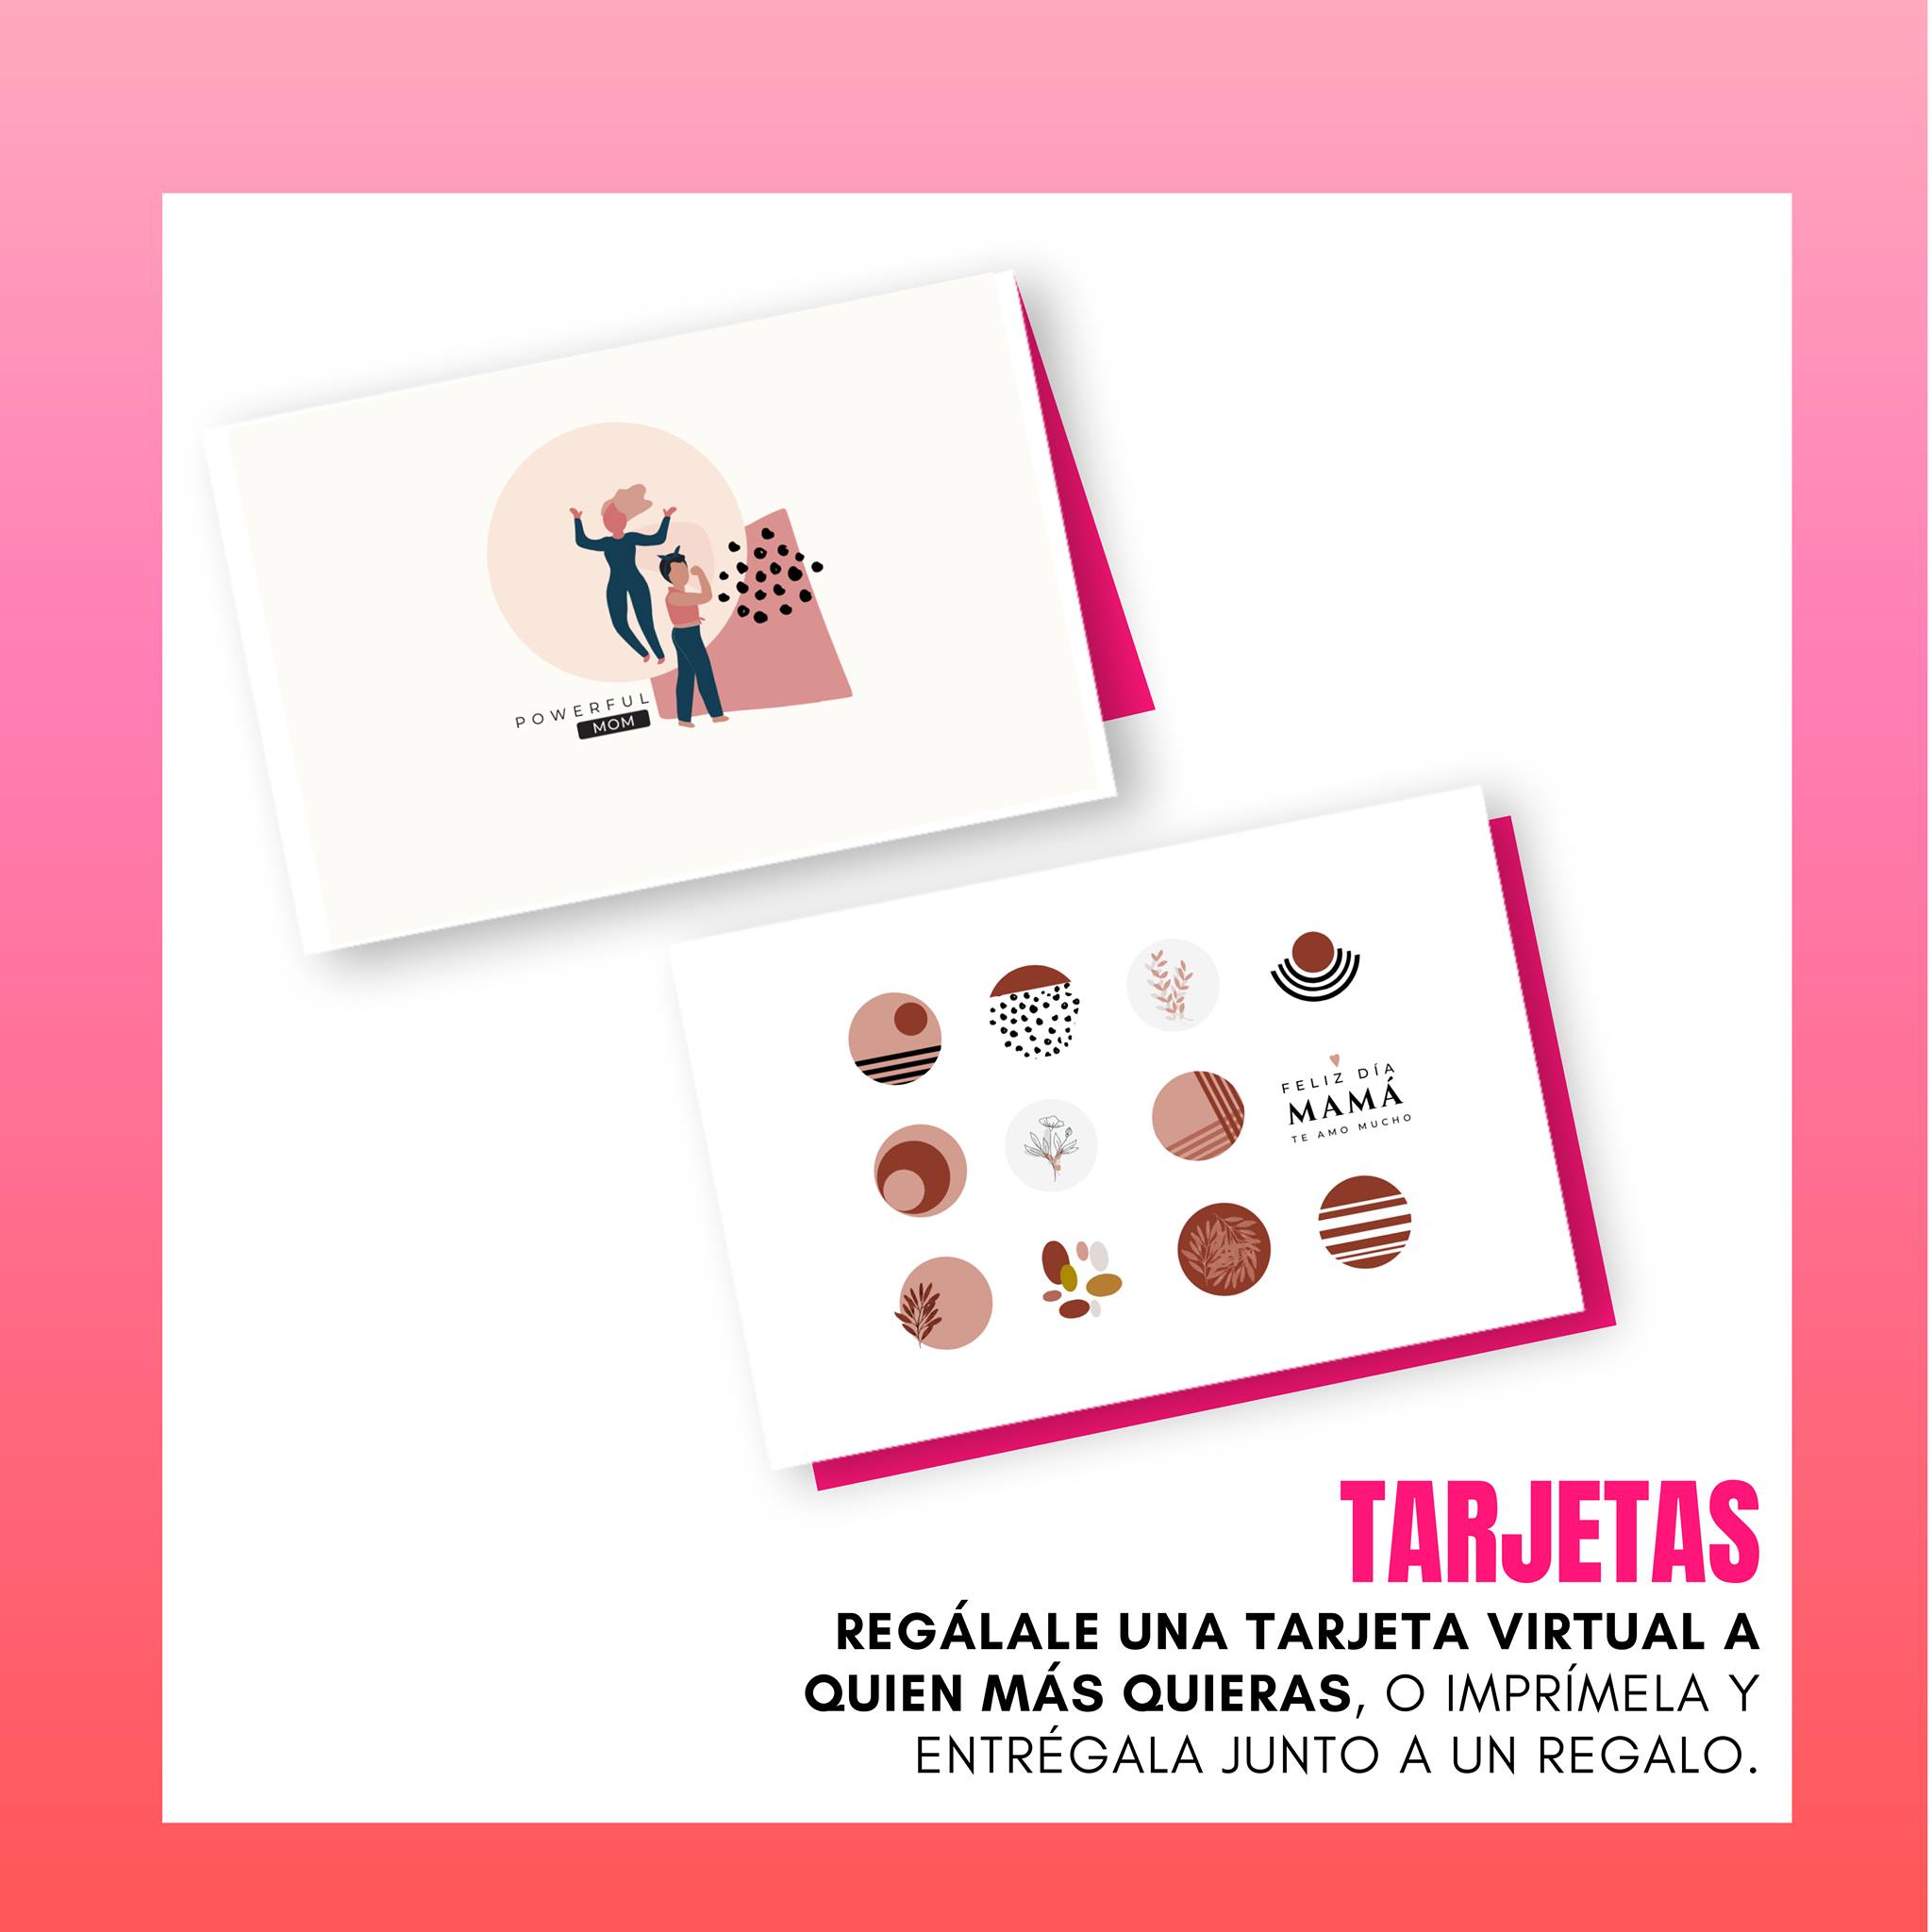 POWERFUL
MOM
FELIZ DÍA
MAMÁ
TE AMO MUCHO
TARJETAS
REGÁLALE UNA TARJETA VIRTUAL A
QUIEN MÁS QUIERAS, O IMPRÍMELA Y
ENTRÉGALA JUNTO A UN REGALO.